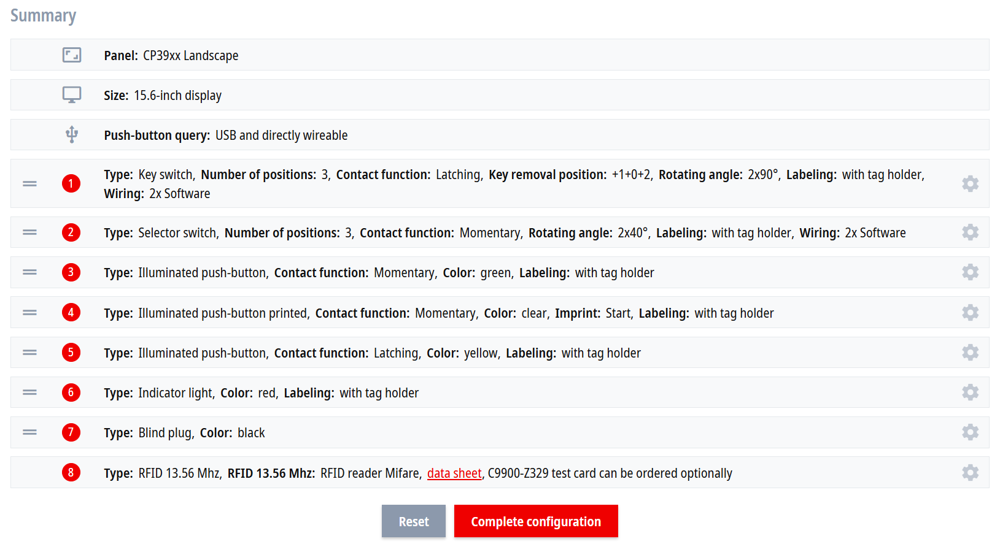 Summary
Panel: CP39xx Landscape
Size: 15.6-inch display
Push-button query: USB and directly wireable
1 Type: Key switch, Number of positions: 3, Contact function: Latching, Key removal position: +1+0+2, Rotating angle: 2x90°, Labeling: with tag holder,
Wiring: 2x Software
2 Type: Selector switch, Number of positions: 3, Contact function: Momentary, Rotating angle: 2x40°, Labeling: with tag holder, Wiring: 2x Software
3 Type: Illuminated push-button, Contact function: Momentary, Color: green, Labeling: with tag holder
4 Type: Illuminated push-button printed, Contact function: Momentary, Color: clear, Imprint: Start, Labeling: with tag holder
5 Type: Illuminated push-button, Contact function: Latching, Color: yellow, Labeling: with tag holder
6 Type: Indicator light, Color: red, Labeling: with tag holder
7 Type: Blind plug, Color: black
8 Type: RFID 13.56 Mhz, RFID 13.56 Mhz: RFID reader Mifare, data sheet, C9900-Z329 test card can be ordered optionally
Reset Complete configuration